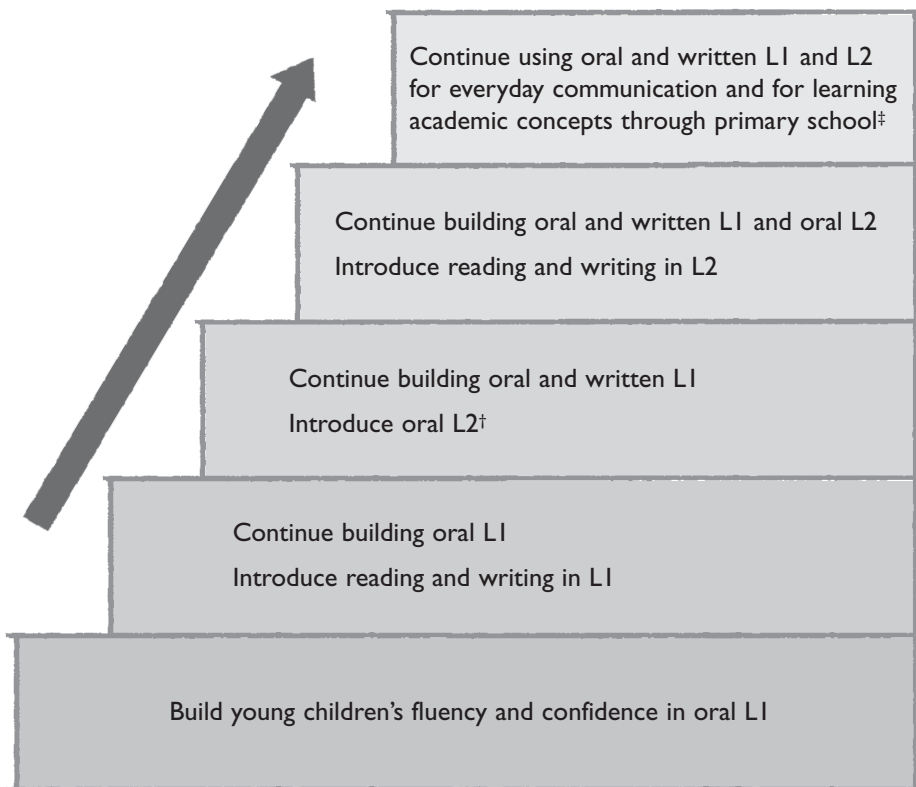 Continue using oral and written L1 and L2
for everyday communication and for learning
academic concepts through primary school‡
Continue building oral and written L1 and oral L2
Introduce reading and writing in L2
Continue building oral and written L1
Introduce oral L2†
Continue building oral L1
Introduce reading and writing in L1
Build young children’s fluency and confidence in oral L1